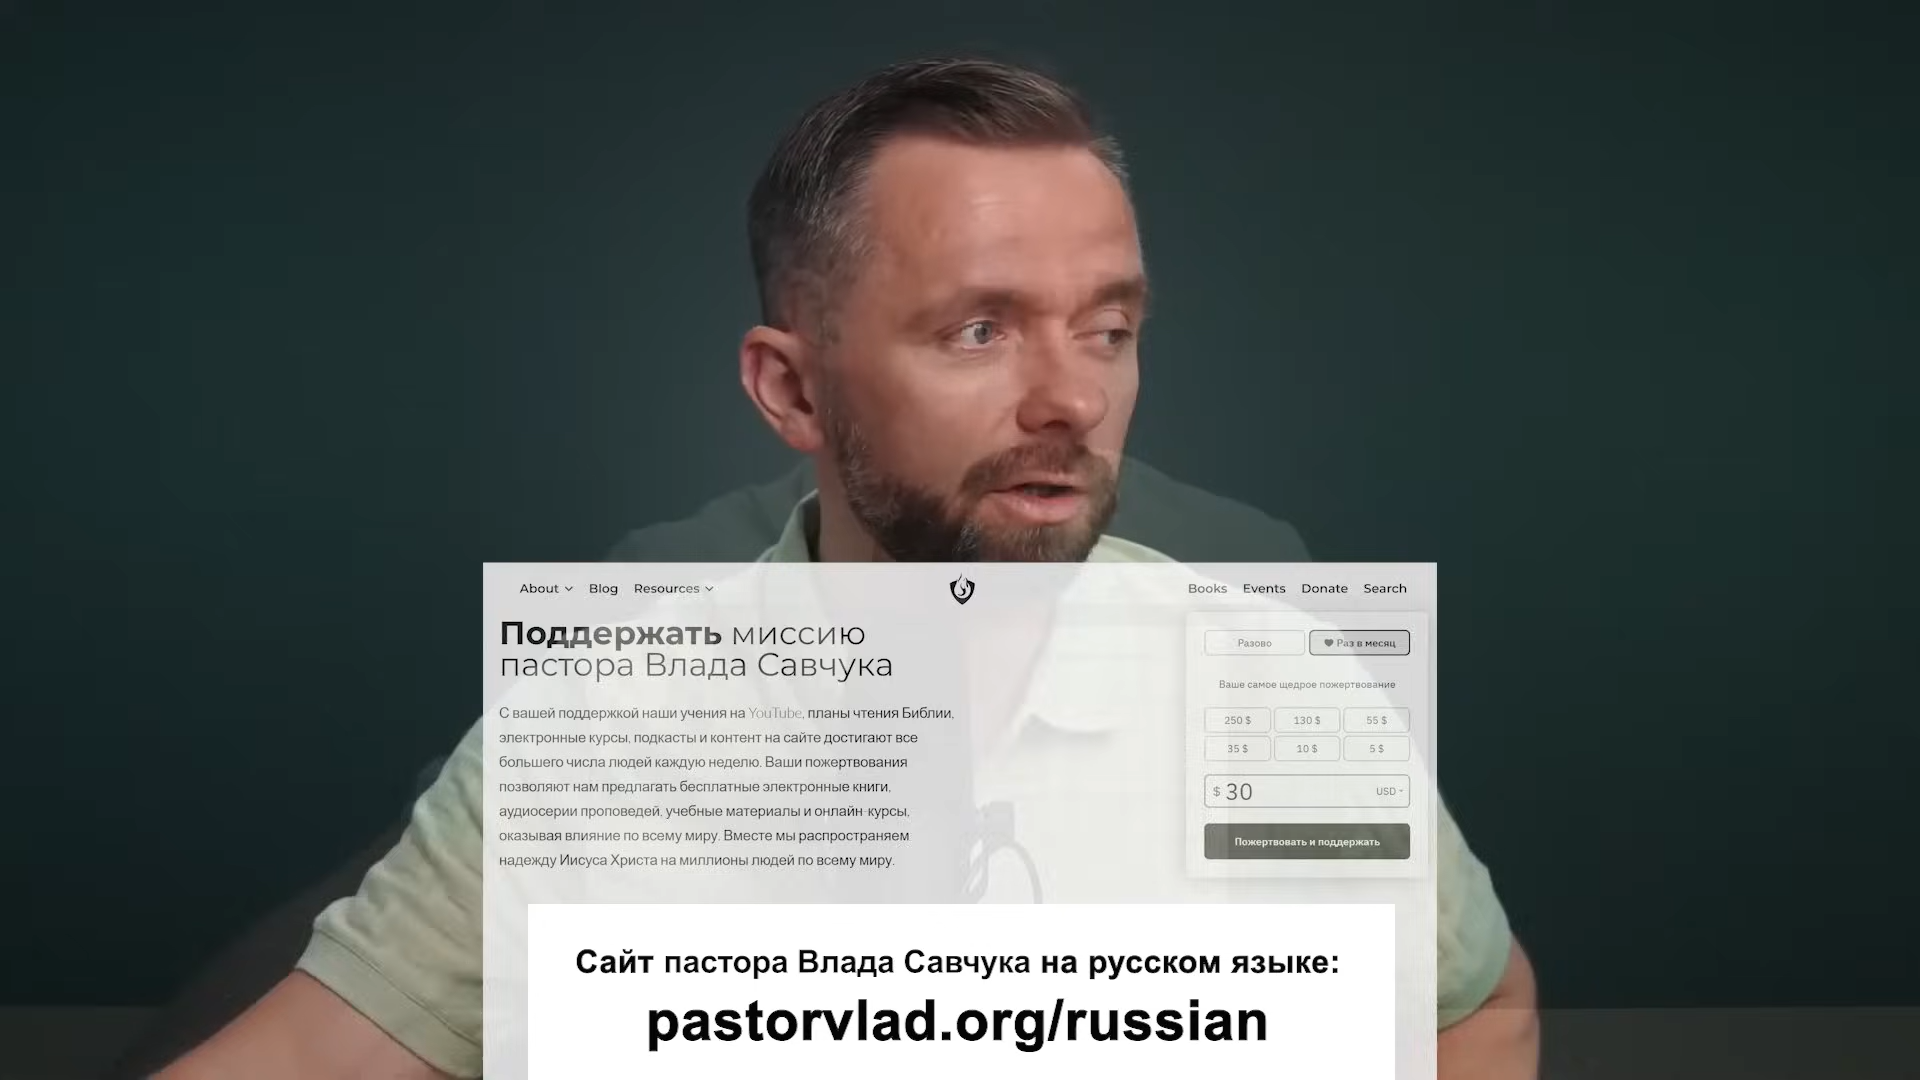 About Blog Resources Books Events Donate Search
Поддержать миссию
пастора Влада Савчука
С вашей поддержкой наши учения на YouTube, планы чтения Библии,
электронные курсы, подкасты и контент на сайте достигают все
большего числа людей каждую неделю. Ваши пожертвования
позволяют нам предлагать бесплатные электронные книги,
аудиосерии проповедей, учебные материалы и онлайн-курсы,
оказывая влияние по всему миру. Вместе мы распространяем
надежду Иисуса Христа на миллионы людей по всему миру.
Разово Раз в месяц
Ваше самое щедрое пожертвование
250 $ 130 $ 55 $
35 $ 10 $ 5 $
$ 30 USD
Пожертвовать и поддержать
Сайт пастора Влада Савчука на русском языке:
pastorvlad.org/russian